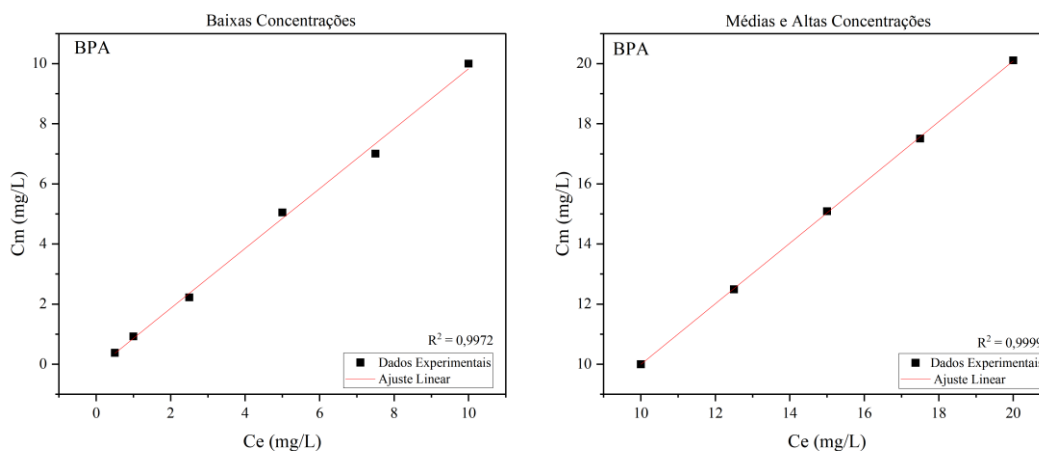 Baixas Concentrações
BPA
10
8
6
4
2
0
Cm (mg/L)
R² = 0,9972
Dados Experimentais
Ajuste Linear
0 2 4 6 8 10
Ce (mg/L)
Médias e Altas Concentrações
BPA
20
18
16
14
12
10
Cm (mg/L)
R² = 0,9999
Dados Experimentais
Ajuste Linear
10 12 14 16 18 20
Ce (mg/L)